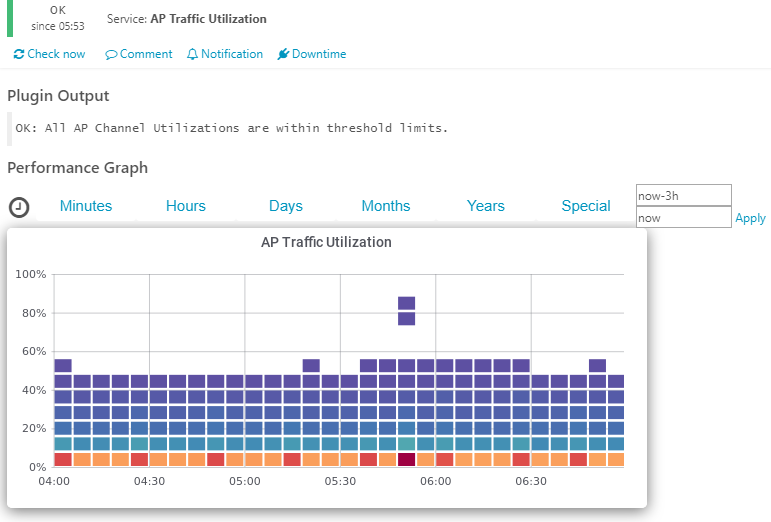 OK
since 05:53
Service: AP Traffic Utilization
Check now
Comment
Notification
Downtime
Plugin Output
OK: All AP Channel Utilizations are within threshold limits.
Performance Graph
Minutes
Hours
Days
Months
Years
Special
now-3h
now
Apply
AP Traffic Utilization
100%
80%
60%
40%
20%
0%
04:00
04:30
05:00
05:30
06:00
06:30